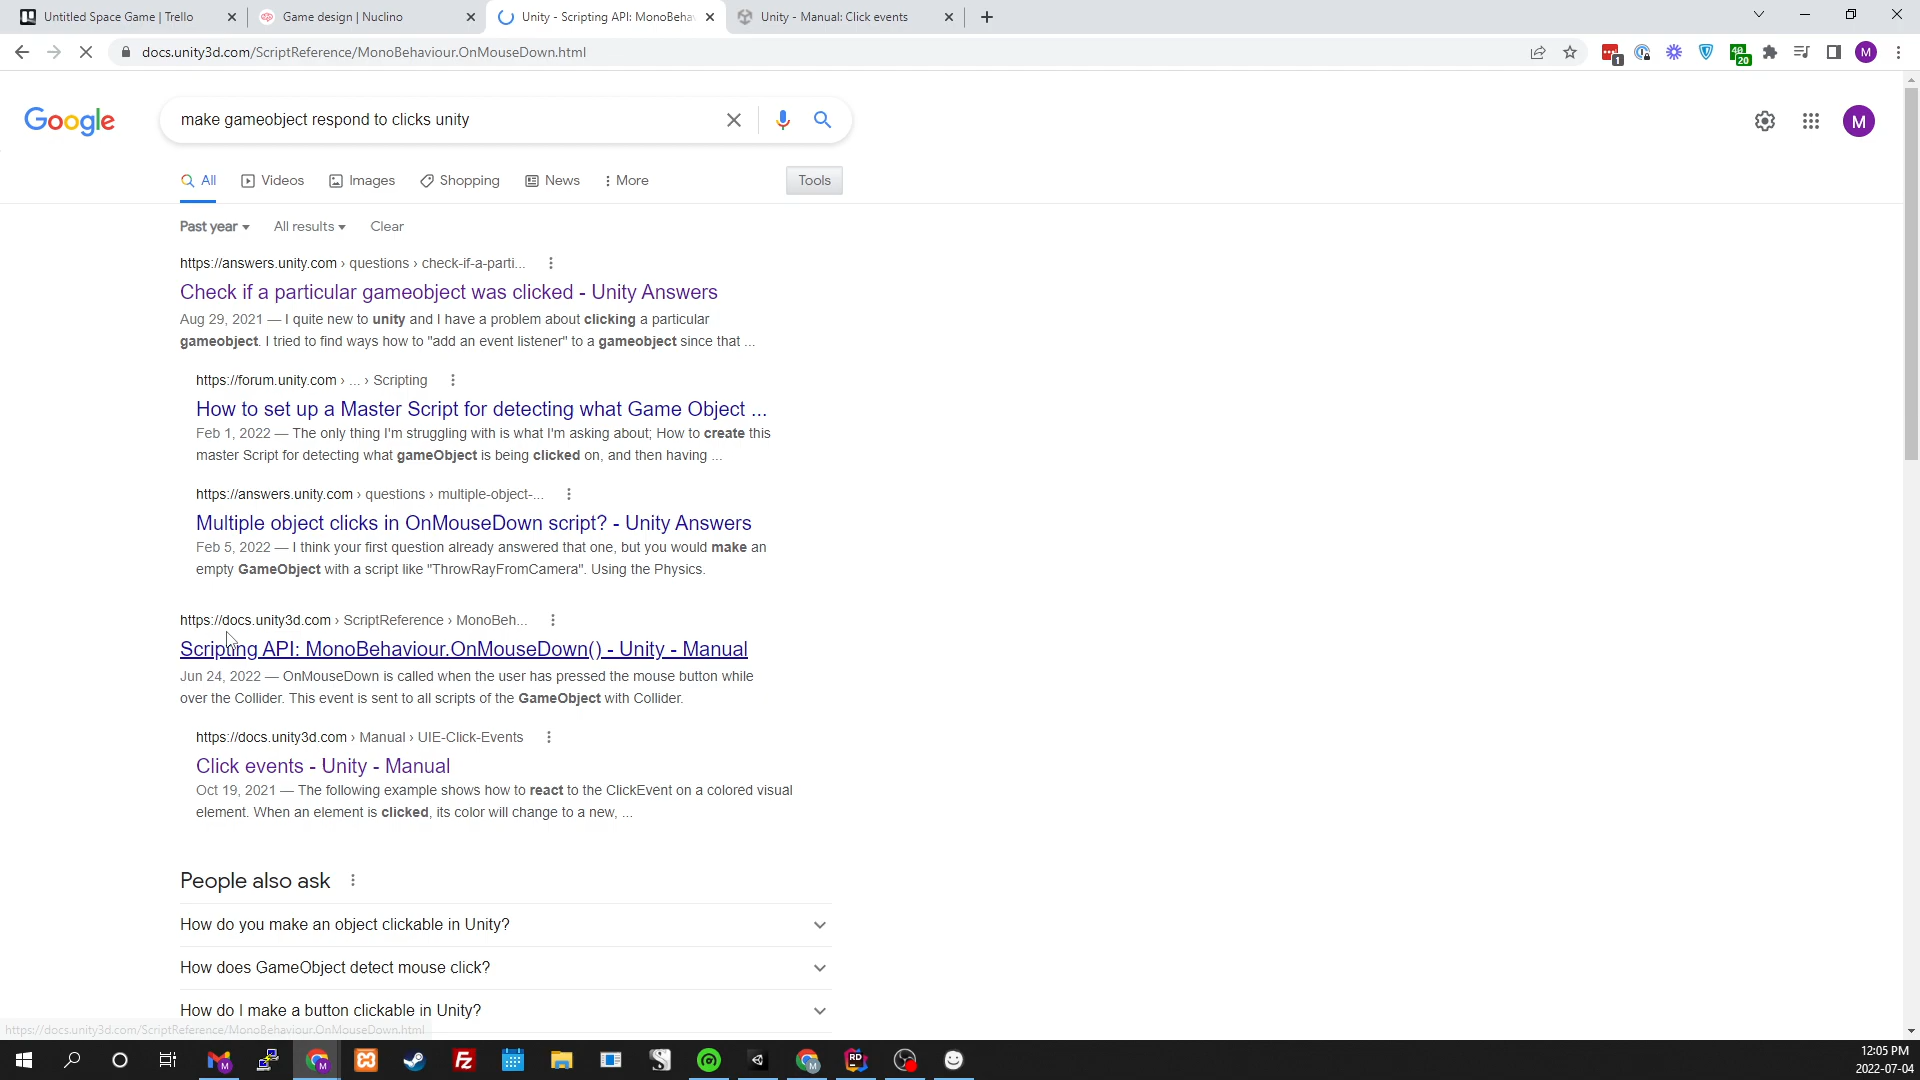 Untitled Space Game | Trello
Game design | Nuclino
Unity - Scripting API: MonoBehav
Unity - Manual: Click events
docs.unity3d.com/ScriptReference/MonoBehaviour.OnMouseDown.html
1
20
M
Google
make gameobject respond to clicks unity
M
All
Videos
Images
Shopping
News
More
Tools
Past year
All results
Clear
https://answers.unity.com › questions › check-if-a-parti...
Check if a particular gameobject was clicked - Unity Answers
Aug 29, 2021 — I quite new to unity and I have a problem about clicking a particular
gameobject. I tried to find ways how to "add an event listener" to a gameobject since that ...
https://forum.unity.com › ... › Scripting
How to set up a Master Script for detecting what Game Object ...
Feb 1, 2022 — The only thing I'm struggling with is what I'm asking about; How to create this
master Script for detecting what gameObject is being clicked on, and then having ...
https://answers.unity.com › questions › multiple-object-...
Multiple object clicks in OnMouseDown script? - Unity Answers
Feb 5, 2022 — I think your first question already answered that one, but you would make an
empty GameObject with a script like "ThrowRayFromCamera". Using the Physics.
https://docs.unity3d.com › ScriptReference › MonoBeh...
Scripting API: MonoBehaviour.OnMouseDown() - Unity - Manual
Jun 24, 2022 — OnMouseDown is called when the user has pressed the mouse button while
over the Collider. This event is sent to all scripts of the GameObject with Collider.
https://docs.unity3d.com › Manual › UIE-Click-Events
Click events - Unity - Manual
Oct 19, 2021 — The following example shows how to react to the ClickEvent on a colored visual
element. When an element is clicked, its color will change to a new, ...
People also ask
How do you make an object clickable in Unity?
How does GameObject detect mouse click?
How do I make a button clickable in Unity?
https://docs.unity3d.com/ScriptReference/MonoBehaviour.OnMouseDown.html
12:05 PM
2022-07-04